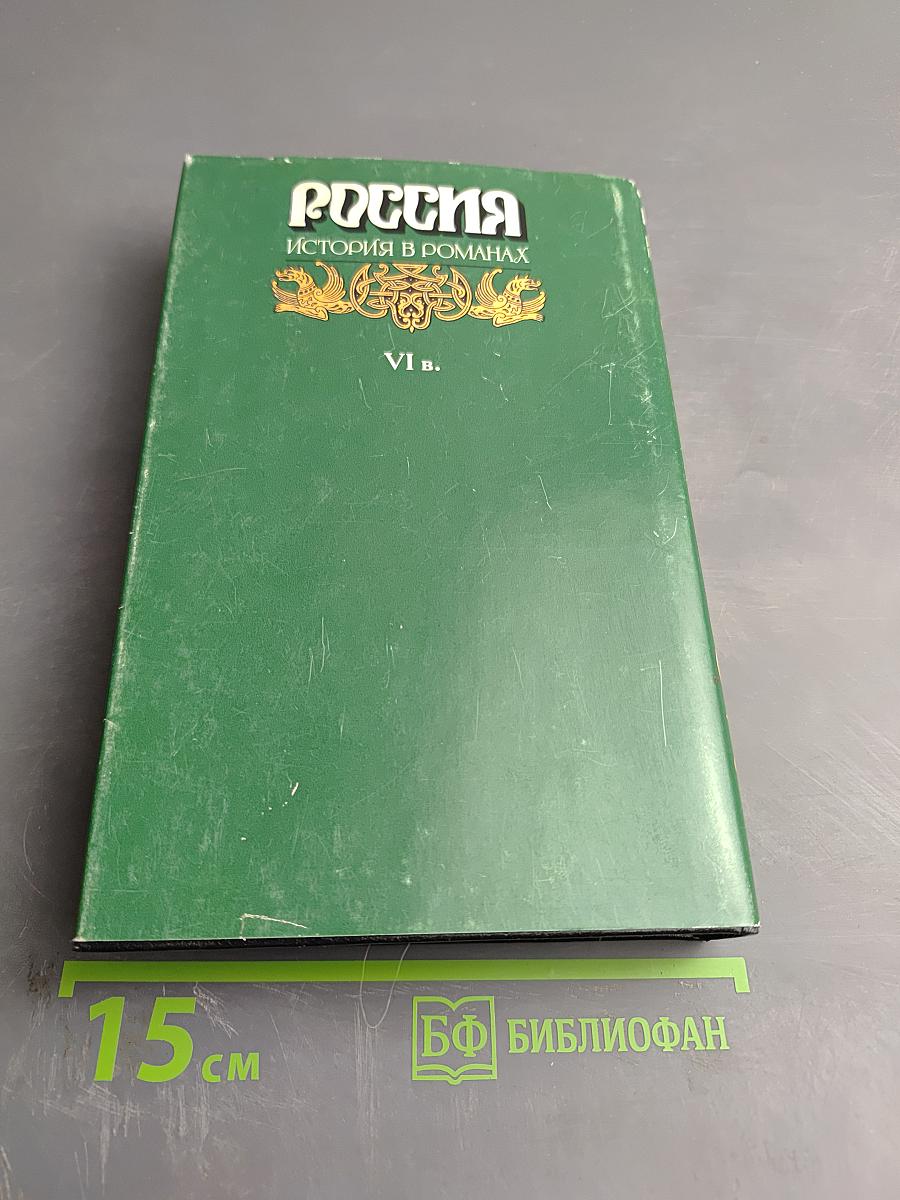 РОССИЯ
ИСТОРИЯ В РОМАНАХ
VI в.
15 см
БФ БИБЛИОФАН